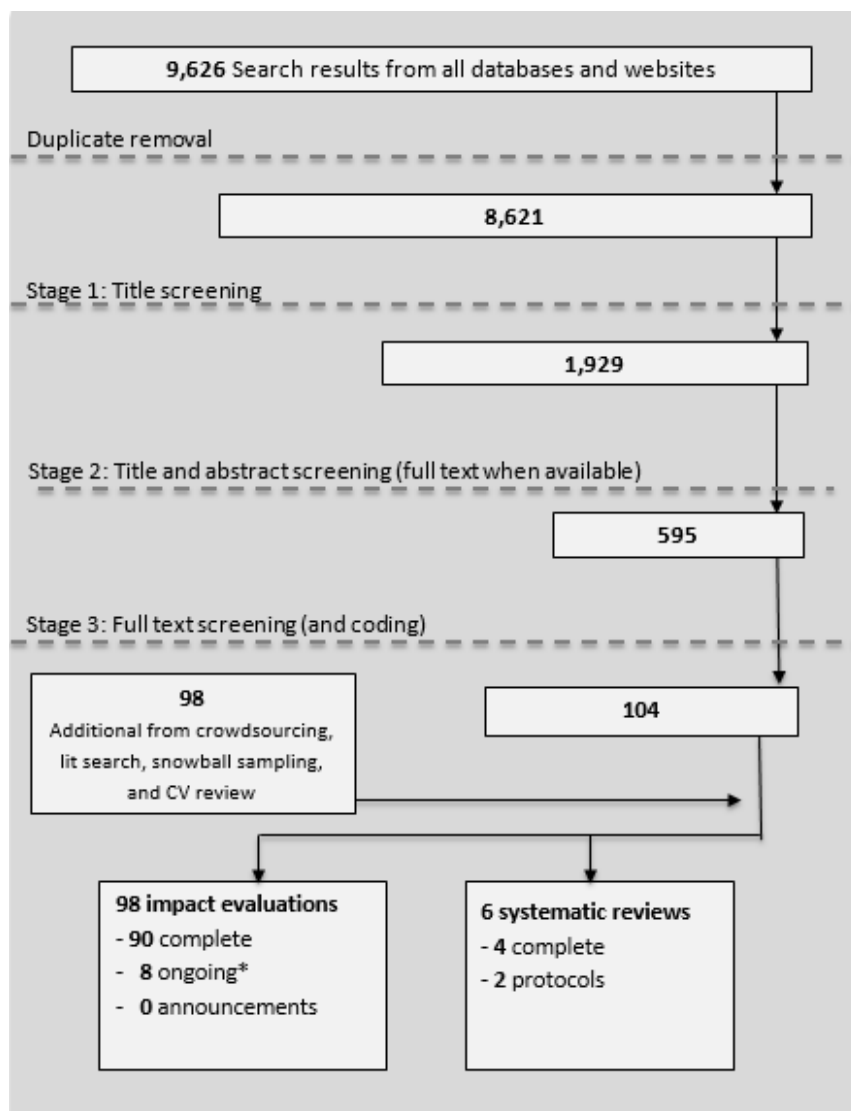 9,626 Search results from all databases and websites
Duplicate removal
8,621
Stage 1: Title screening
1,929
Stage 2: Title and abstract screening (full text when available)
595
Stage 3: Full text screening (and coding)
98
Additional from crowdsourcing,
lit search, snowball sampling,
and CV review
104
98 impact evaluations
- 90 complete
- 8 ongoing*
- 0 announcements
6 systematic reviews
- 4 complete
- 2 protocols